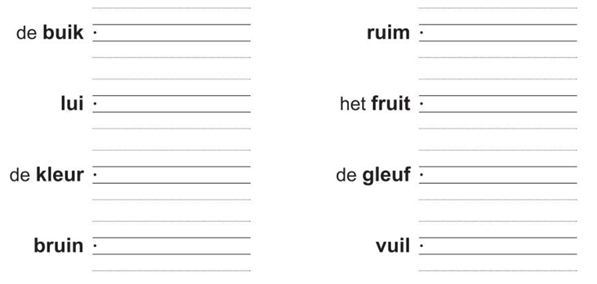 de buik
lui
de kleur
bruin
ruim
het fruit
de gleuf
vuil